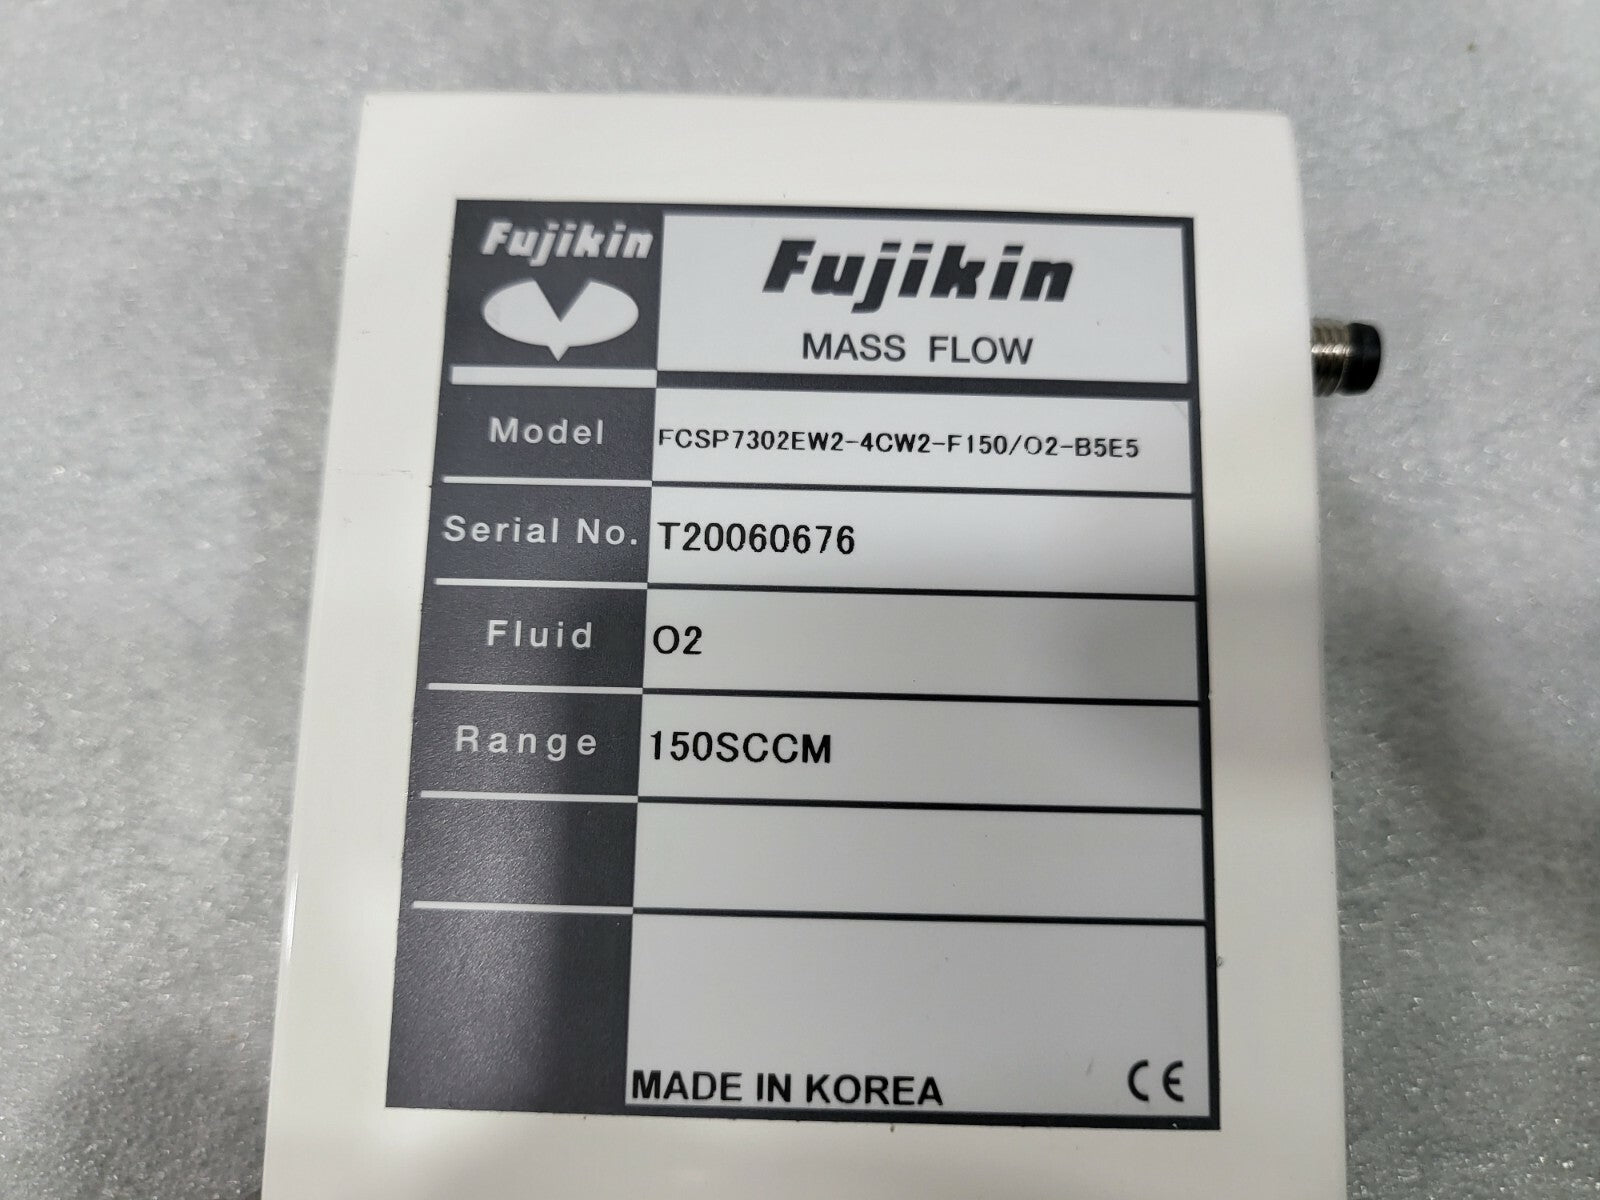 Fujikin
Fujikin
MASS FLOW
Model FCSP7302EW2-4CW2-F150/O2-B5E5
Serial No. T20060676
Fluid O2
Range 150SCCM
MADE IN KOREA CE